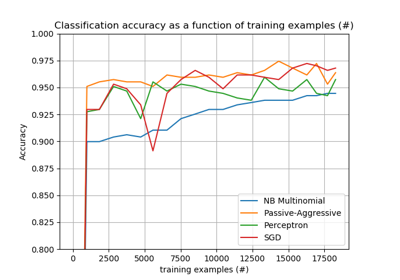 Classification accuracy as a function of training examples (#)
Accuracy
1.000
0.975
0.950
0.925
0.900
0.875
0.850
0.825
0.800
NB Multinomial
Passive-Aggressive
Perceptron
SGD
0 2500 5000 7500 10000 12500 15000 17500
training examples (#)